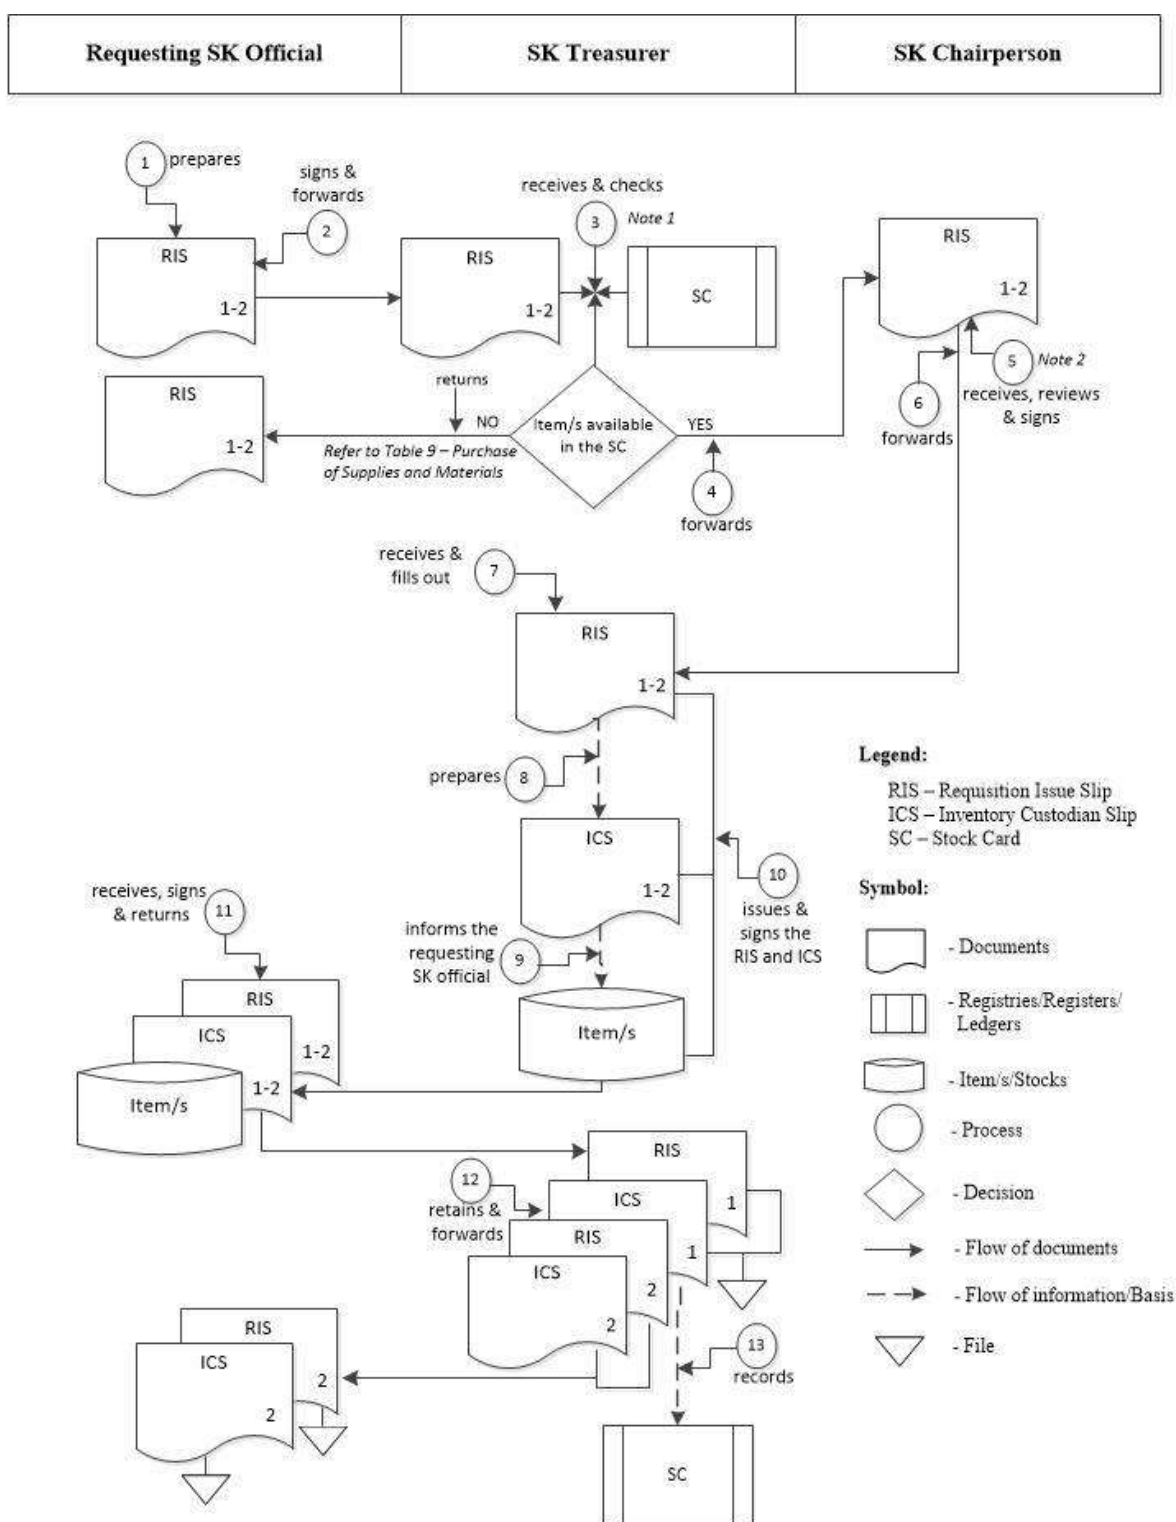 Requesting SK Official
SK Treasurer
SK Chairperson
1
prepares
signs &
forwards
2
receives & checks
3
Note 1
RIS
1-2
RIS
1-2
SC
RIS
1-2
5
Note 2
receives, reviews
& signs
6
forwards
RIS
1-2
returns
NO
Item/s available
in the SC
YES
Refer to Table 9 – Purchase
of Supplies and Materials
4
forwards
receives &
fills out
7
RIS
1-2
prepares
8
ICS
1-2
10
issues &
signs the
RIS and ICS
informs the
requesting
SK official
9
Item/s
receives, signs
& returns
11
RIS
1-2
ICS
1-2
Item/s
12
retains &
forwards
RIS
1
ICS
1
RIS
2
ICS
2
13
records
RIS
2
ICS
2
SC
Legend:
RIS – Requisition Issue Slip
ICS – Inventory Custodian Slip
SC – Stock Card
Symbol:
- Documents
- Registries/Registers/
Ledgers
- Item/s/Stocks
- Process
- Decision
- Flow of documents
- Flow of information/Basis
- File